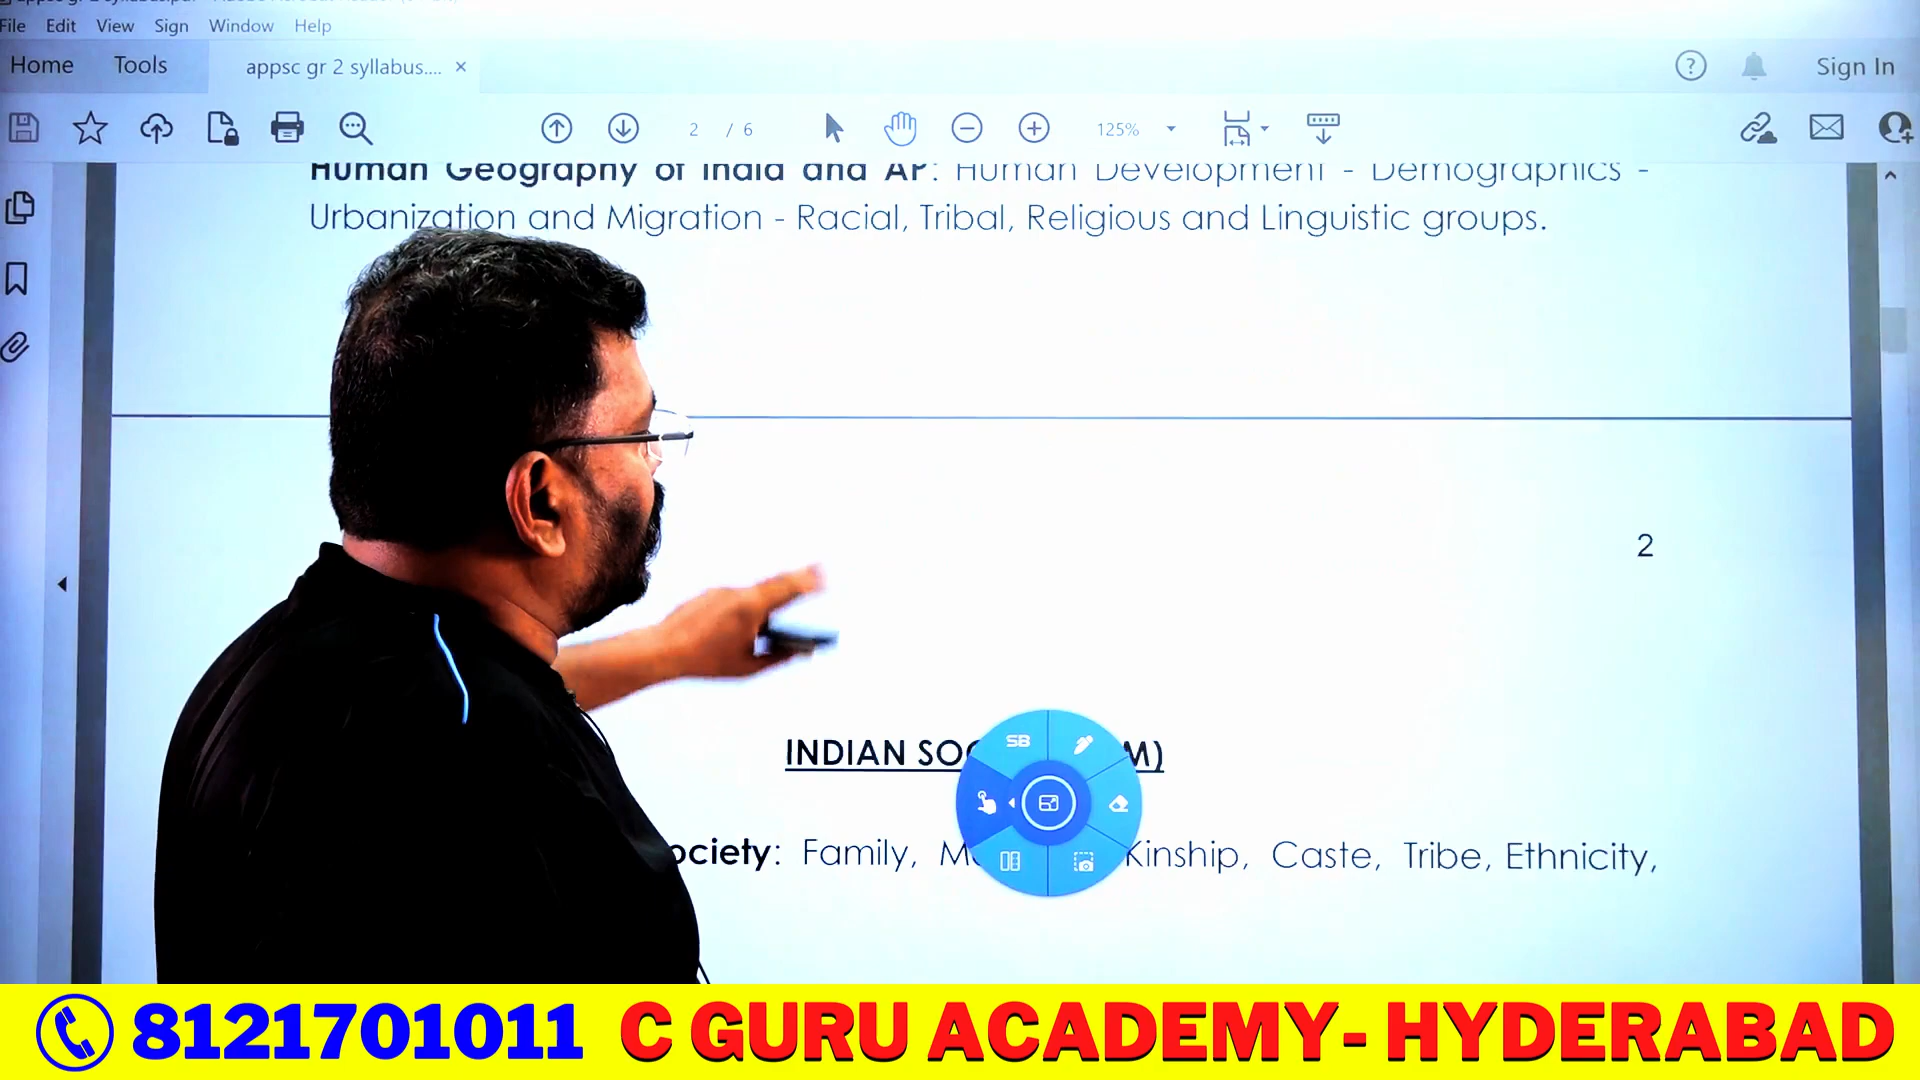 File Edit View Sign Window Help
Home Tools appsc gr 2 syllabus.... × ? Sign In
2 / 6 125%
Human Geography of India and AP: Human Development - Demographics -
Urbanization and Migration - Racial, Tribal, Religious and Linguistic groups.
2
INDIAN M)
SB
Family, Kinship, Caste, Tribe, Ethnicity,
8121701011 C GURU ACADEMY- HYDERABAD